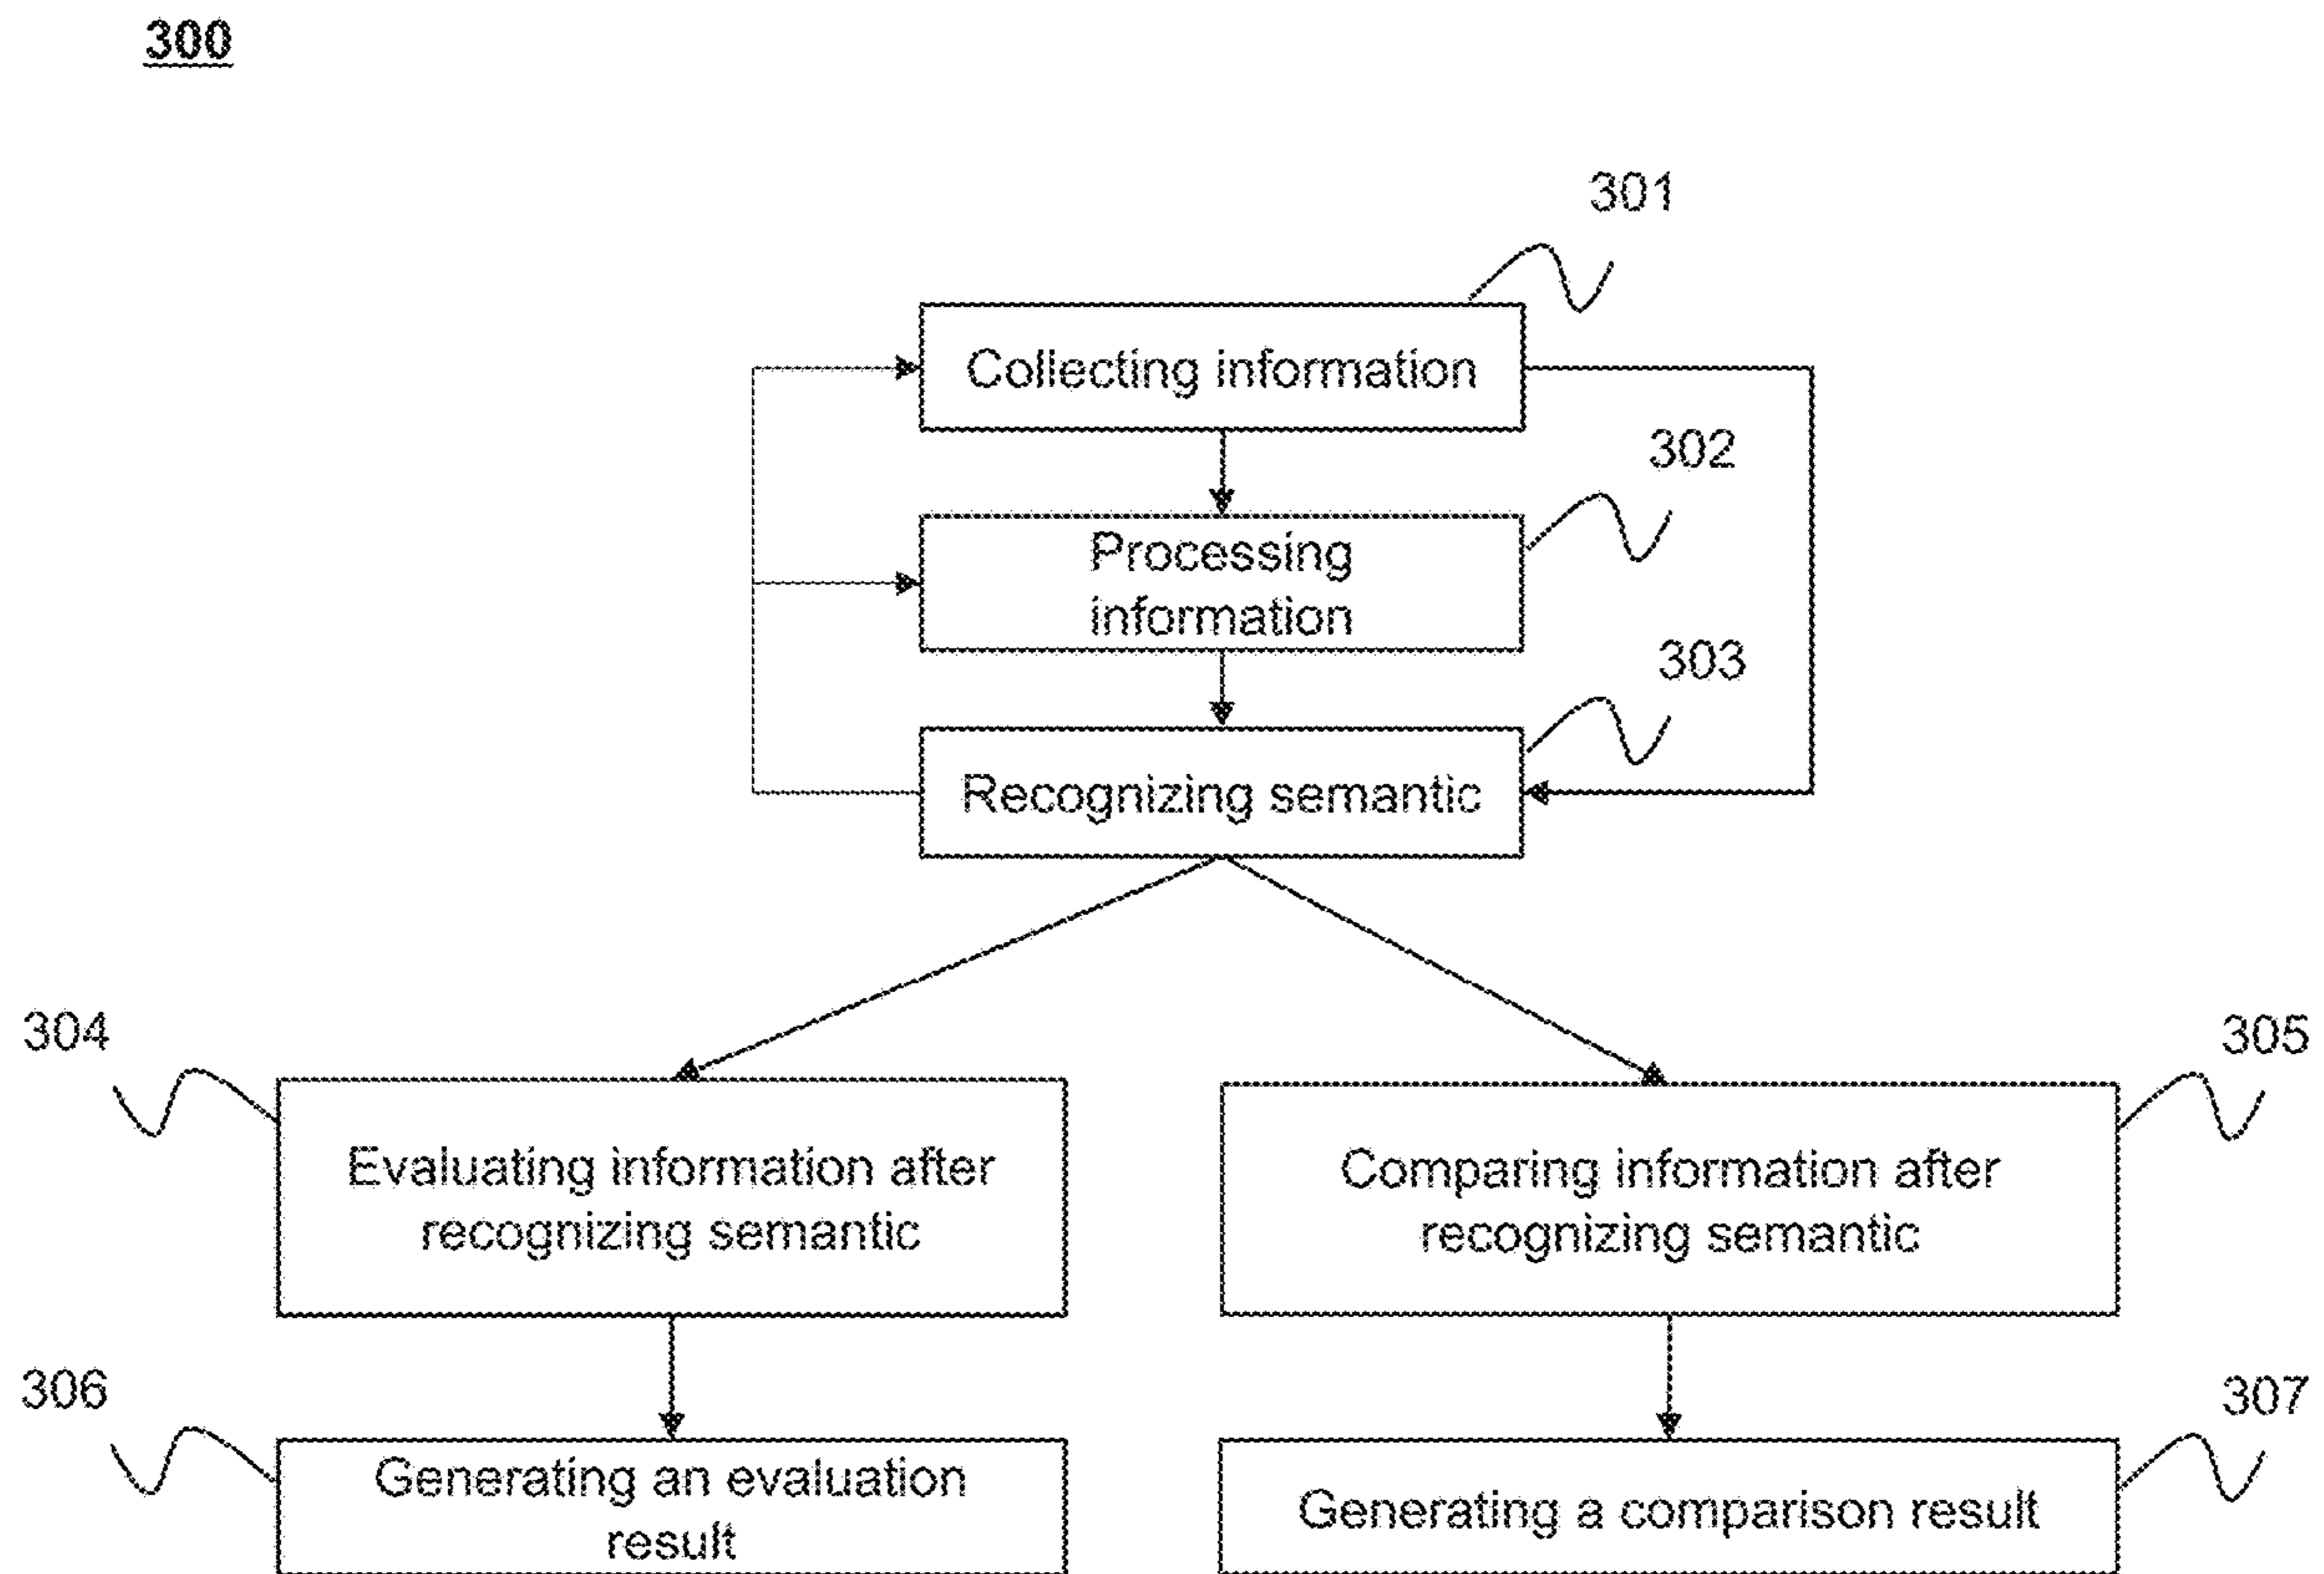 300
301
Collecting information
302
Processing
information
303
Recognizing semantic
304
305
Evaluating information after
recognizing semantic
Comparing information after
recognizing semantic
306
307
Generating an evaluation
result
Generating a comparison result